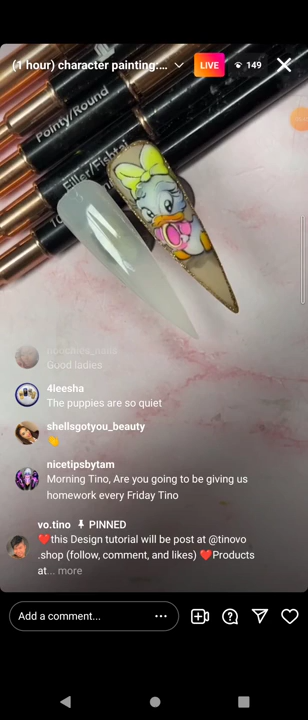 (1 hour) character painting:...
LIVE
149
Pointy/Round
Filler/Fishtai
Good ladies
4leesha
The puppies are so quiet
shellsgotyou_beauty
nicetipsbytam
Morning Tino, Are you going to be giving us
homework every Friday Tino
vo.tino PINNED
❤️this Design tutorial will be post at @tinovo
.shop (follow, comment, and likes) ❤️Products
at... more
Add a comment...